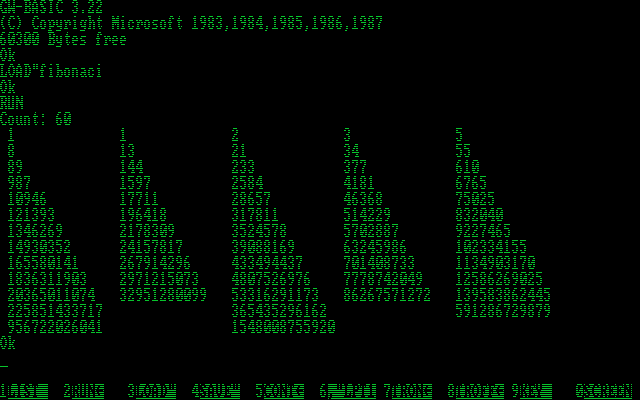 GW-BASIC 3.22
(C) Copyright Microsoft 1983,1984,1985,1986,1987
60300 Bytes free
Ok
LOAD"fibonaci
Ok
RUN
Count: 60
1 1 2 3 5
8 13 21 34 55
89 144 233 377 610
987 1597 2584 4181 6765
10946 17711 28657 46368 75025
121393 196418 317811 514229 832040
1346269 2178309 3524578 5702887 9227465
14930352 24157817 39088169 63245986 102334155
165580141 267914296 433494437 701408733 1134903170
1836311903 2971215073 4807526976 7778742049 12586269025
20365011074 32951280099 53316291173 86267571272 139583862445
225851433717 365435296162 591286729879
956722026041 1548008755920
Ok
1LIST 2RUN 3LOAD" 4SAVE" 5CONT 6 7TRON 8TROFF 9KEY 0SCREEN